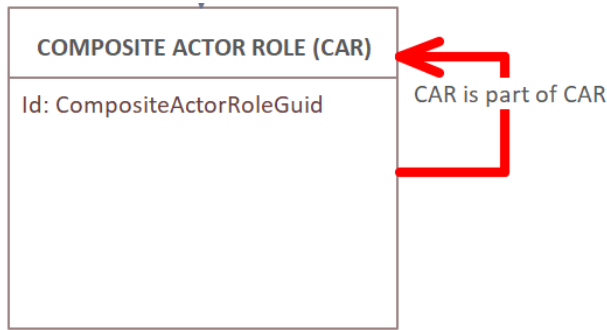 COMPOSITE ACTOR ROLE (CAR)
Id: CompositeActorRoleGuid
CAR is part of CAR